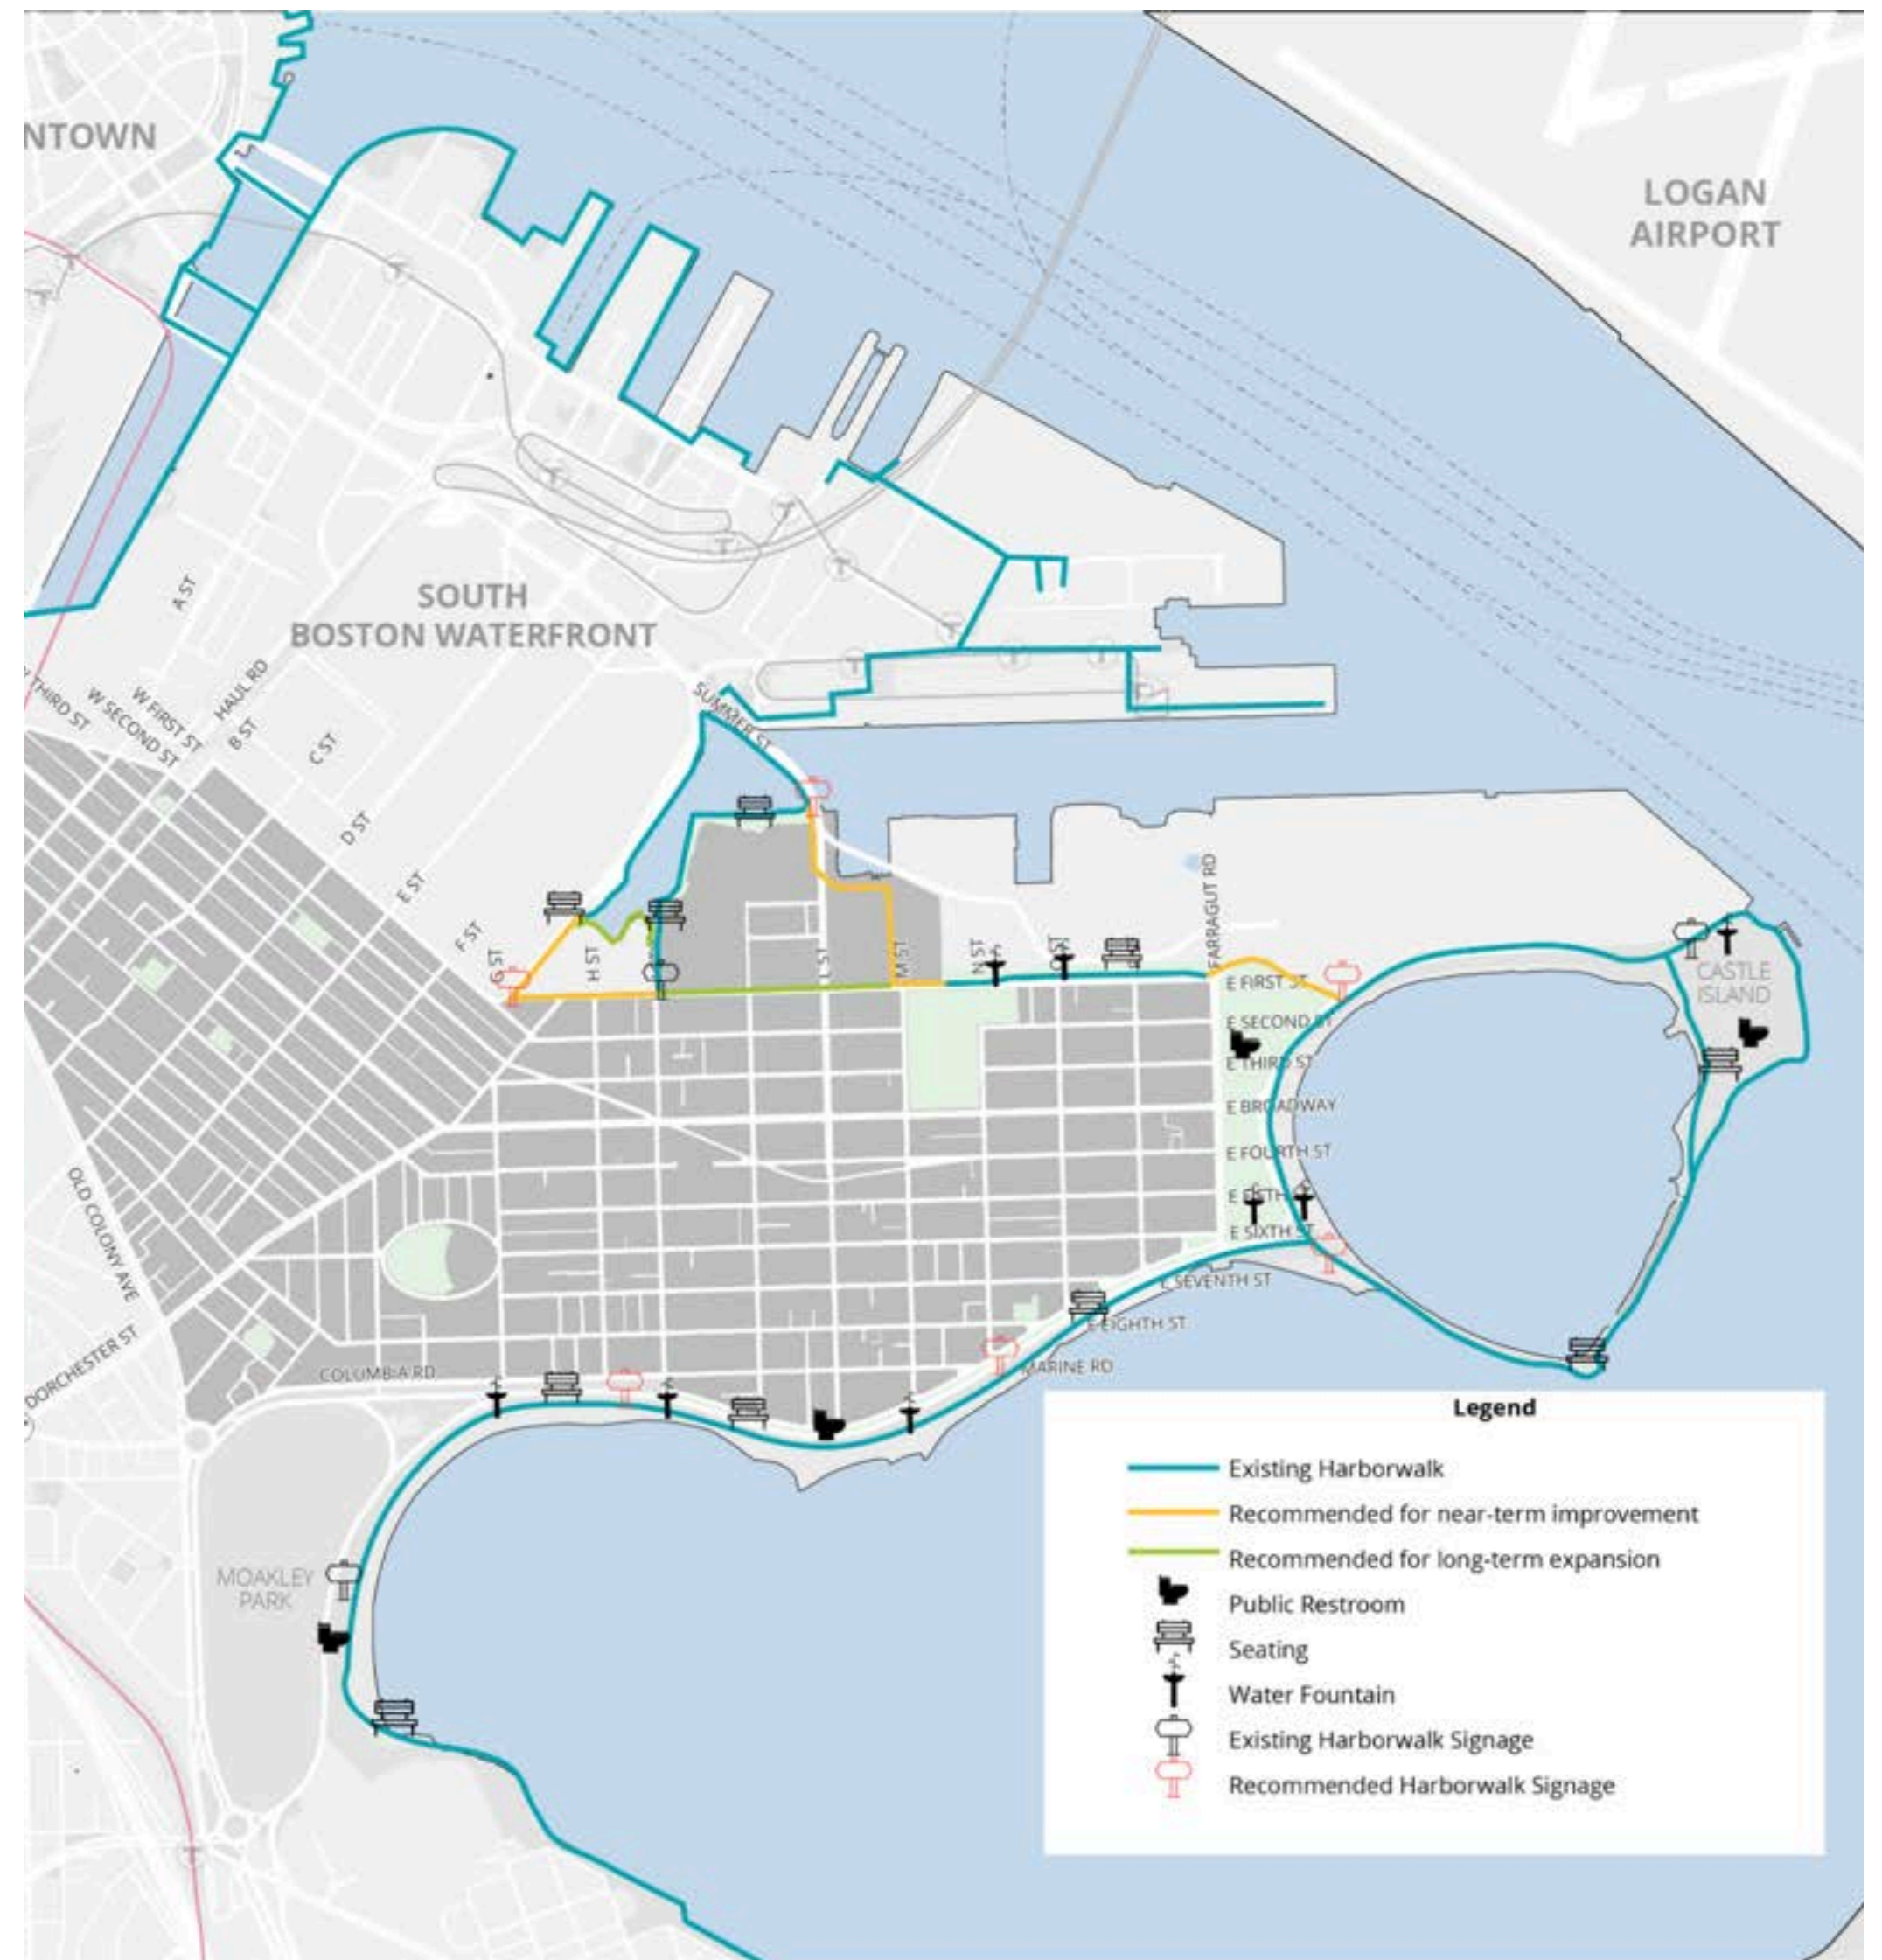 NTOWN
LOGAN
AIRPORT
SOUTH
BOSTON WATERFRONT
A ST
THIRD ST
W SECOND ST
W FIRST ST
HAUL RD
B ST
C ST
D ST
E ST
F ST
G ST
H ST
SUMMER ST
L ST
M ST
N ST
FARRAGUT RD
E FIRST ST
E SECOND ST
E THIRD ST
E BROADWAY
E FOURTH ST
E SIXTH ST
E SEVENTH ST
E EIGHTH ST
MARINE RD
CASTLE
ISLAND
OLD COLONY AVE
DORCHESTER ST
COLUMBIA RD
MOAKLEY
PARK
Legend
Existing Harborwalk
Recommended for near-term improvement
Recommended for long-term expansion
Public Restroom
Seating
Water Fountain
Existing Harborwalk Signage
Recommended Harborwalk Signage